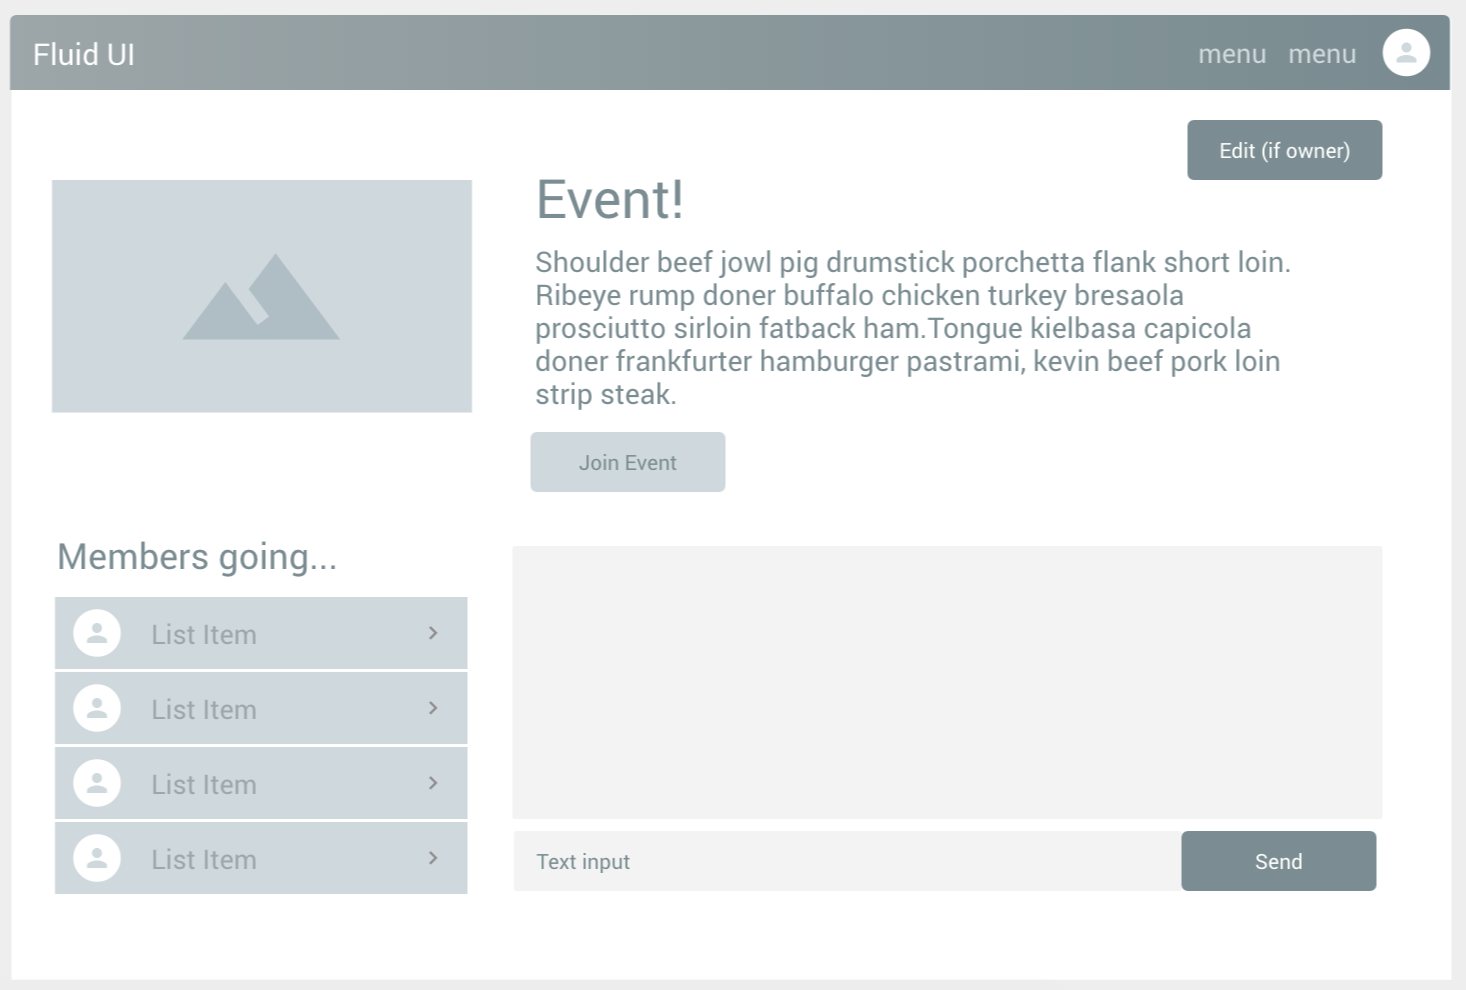 Fluid UI
menu menu
Edit (if owner)
Event!
Shoulder beef jowl pig drumstick porchetta flank short loin.
Ribeye rump doner buffalo chicken turkey bresaola
prosciutto sirloin fatback ham.Tongue kielbasa capicola
doner frankfurter hamburger pastrami, kevin beef pork loin
strip steak.
Join Event
Members going...
List Item
List Item
List Item
List Item
Text input
Send